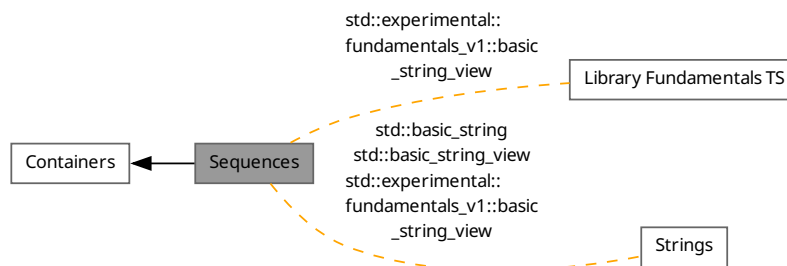 std::experimental::
fundamentals_v1::basic
_string_view
Library Fundamentals TS
std::basic_string
std::basic_string_view
std::experimental::
fundamentals_v1::basic
_string_view
Containers
Sequences
Strings